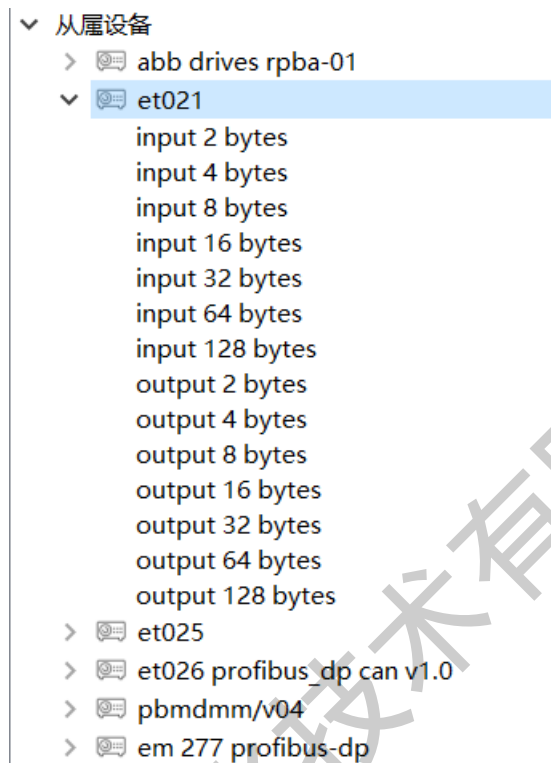 从属设备
abb drives rpba-01
et021
input 2 bytes
input 4 bytes
input 8 bytes
input 16 bytes
input 32 bytes
input 64 bytes
input 128 bytes
output 2 bytes
output 4 bytes
output 8 bytes
output 16 bytes
output 32 bytes
output 64 bytes
output 128 bytes
et025
et026 profibus_dp can v1.0
pbmdmm/v04
em 277 profibus-dp
技术有